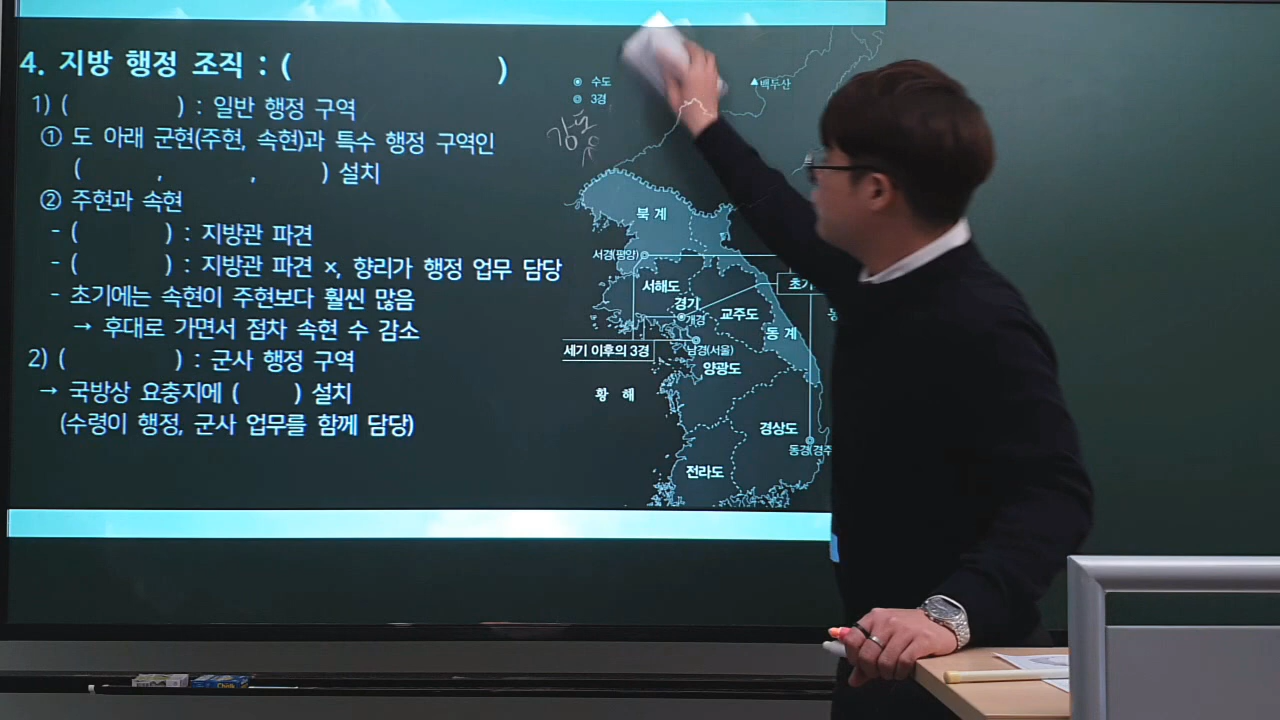 4. 지방 행정 조직 : (                    )
1) (            ) : 일반 행정 구역
① 도 아래 군현(주현, 속현)과 특수 행정 구역인
(        ,          ,        ) 설치
② 주현과 속현
- (          ) : 지방관 파견
- (          ) : 지방관 파견 ×, 향리가 행정 업무 담당
- 초기에는 속현이 주현보다 훨씬 많음
→ 후대로 가면서 점차 속현 수 감소
2) (            ) : 군사 행정 구역
→ 국방상 요충지에 (      ) 설치
(수령이 행정, 군사 업무를 함께 담당)
◉ 수도
◎ 3경
▲백두산
북계
서경(평양)
서해도
경기
개경
교주도
초기
동계
세기 이후의 3경
남경(서울)
양광도
황 해
경상도
동경(경주
전라도